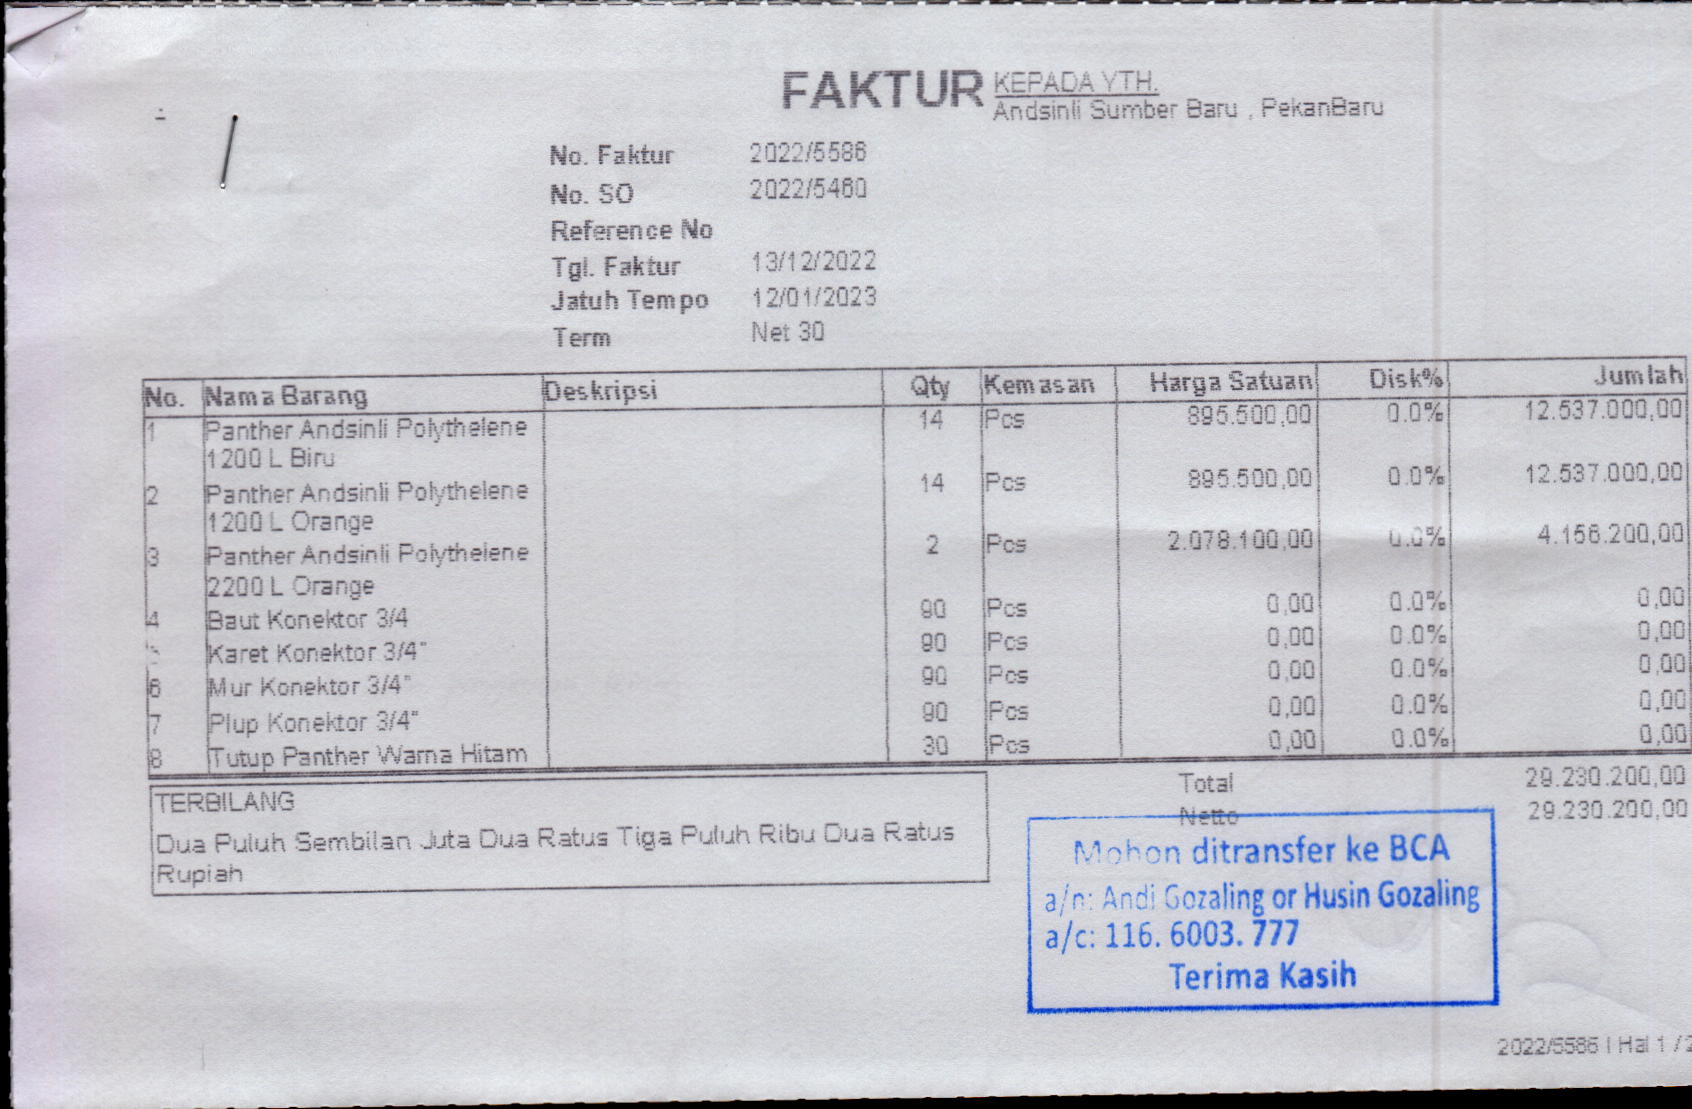 FAKTUR
KEPADA YTH.
Andsinli Sumber Baru , PekanBaru
No. Faktur 2022/5586
No. SO 2022/5460
Reference No
Tgl. Faktur 13/12/2022
Jatuh Tempo 12/01/2023
Term Net 30
No. Nama Barang Deskripsi Qty Kemasan Harga Satuan Disk% Jumlah
1 Panther Andsinli Polythelene 14 Pcs 895.500,00 0.0% 12.537.000,00
1200 L Biru
2 Panther Andsinli Polythelene 14 Pcs 895.500,00 0.0% 12.537.000,00
1200 L Orange
3 Panther Andsinli Polythelene 2 Pcs 2.078.100,00 0.0% 4.156.200,00
2200 L Orange
4 Baut Konektor 3/4 90 Pcs 0,00 0.0% 0,00
5 Karet Konektor 3/4" 90 Pcs 0,00 0.0% 0,00
6 Mur Konektor 3/4" 90 Pcs 0,00 0.0% 0,00
7 Plup Konektor 3/4" 90 Pcs 0,00 0.0% 0,00
8 Tutup Panther Warna Hitam 30 Pcs 0,00 0.0% 0,00
Total 29.230.200,00
Netto 29.230.200,00
TERBILANG
Dua Puluh Sembilan Juta Dua Ratus Tiga Puluh Ribu Dua Ratus
Rupiah
Mohon ditransfer ke BCA
a/n: Andi Gozaling or Husin Gozaling
a/c: 116. 6003. 777
Terima Kasih
2022/5586 | Hal 1 / 2